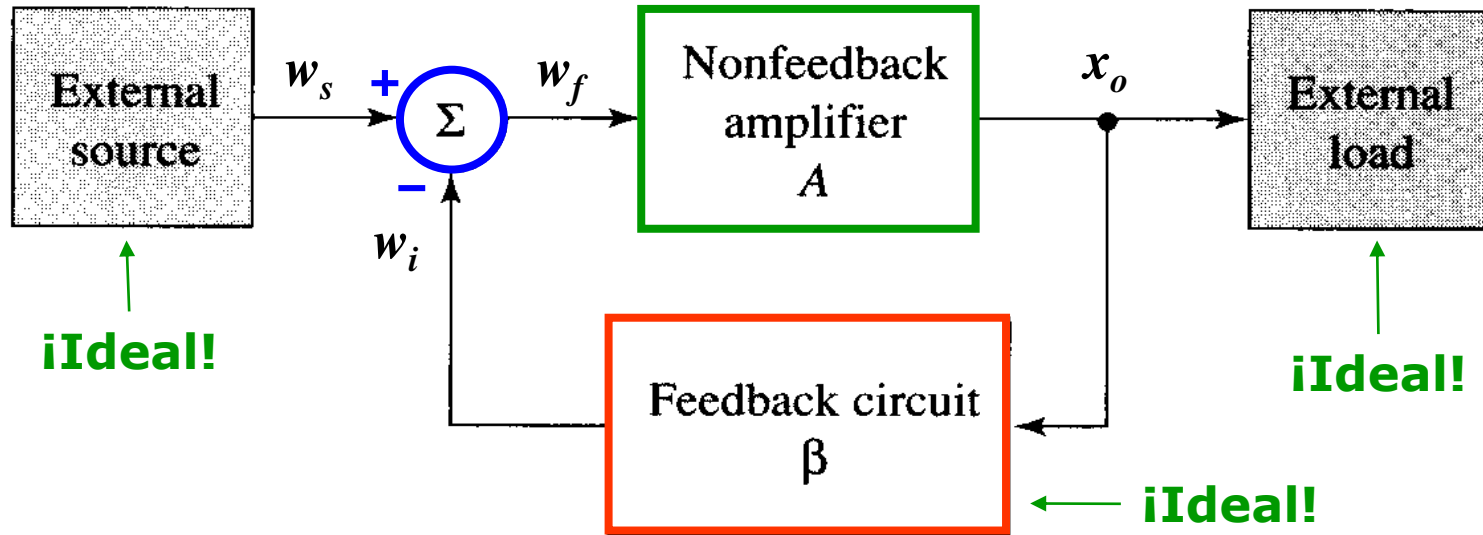 External
source
w_s
+
Σ
−
w_f
w_i
Nonfeedback
amplifier
A
x_o
External
load
¡Ideal!
¡Ideal!
Feedback circuit
β
¡Ideal!